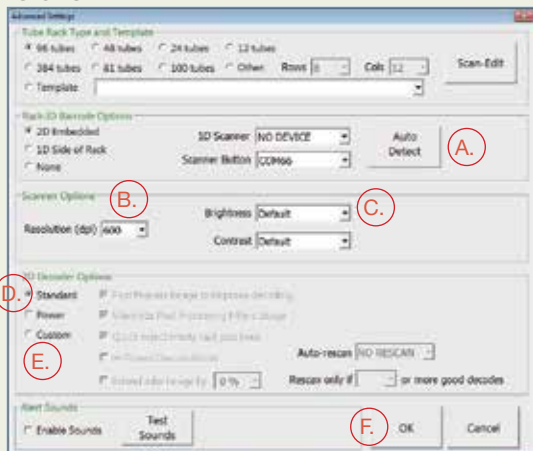 Advanced Settings
Tube Rack Type and Template
96 tubes 48 tubes 24 tubes 12 tubes
384 tubes 81 tubes 100 tubes Other Rows 8 Cols 12 Scan-Edit
Template
Rack ID Barcode Options
2D Embedded 1D Scanner NO DEVICE Auto Detect A.
1D Side of Rack Scanner Button COM66
None
Scanner Options B.
Resolution (dpi) 600 Brightness Default C.
Contrast Default
2D Decoder Options
D. Standard
Power
Custom
E. Auto-rescan NO RESCAN
0 % Rescan only if or more good decodes
Alert Sounds
Enable Sounds Test Sounds F. OK Cancel